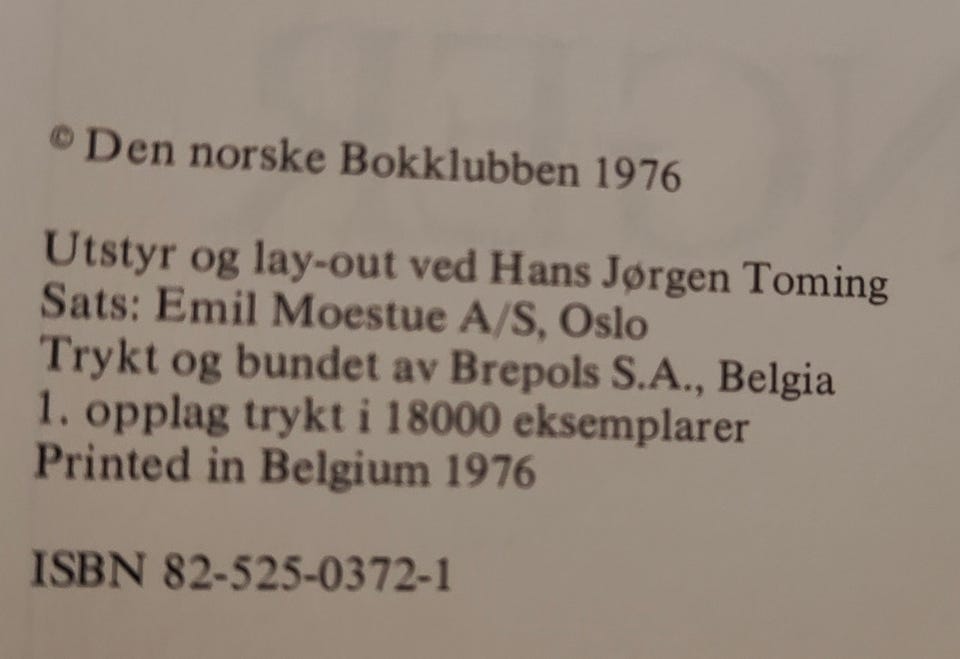 © Den norske Bokklubben 1976
Utstyr og lay-out ved Hans Jørgen Toming
Sats: Emil Moestue A/S, Oslo
Trykt og bundet av Brepols S.A., Belgia
1. opplag trykt i 18000 eksemplarer
Printed in Belgium 1976
ISBN 82-525-0372-1